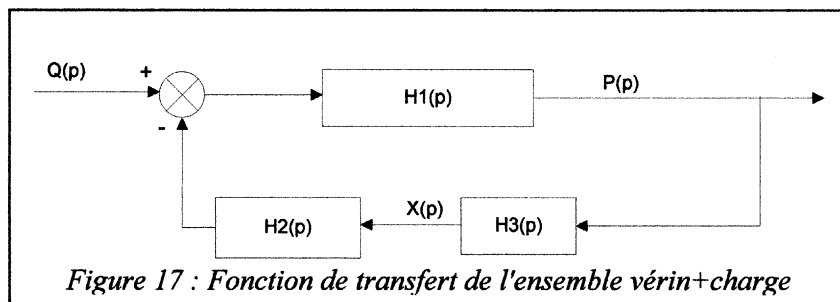 Q(p)
+
-
H1(p)
P(p)
H2(p)
X(p)
H3(p)
Figure 17 : Fonction de transfert de l'ensemble vérin+charge